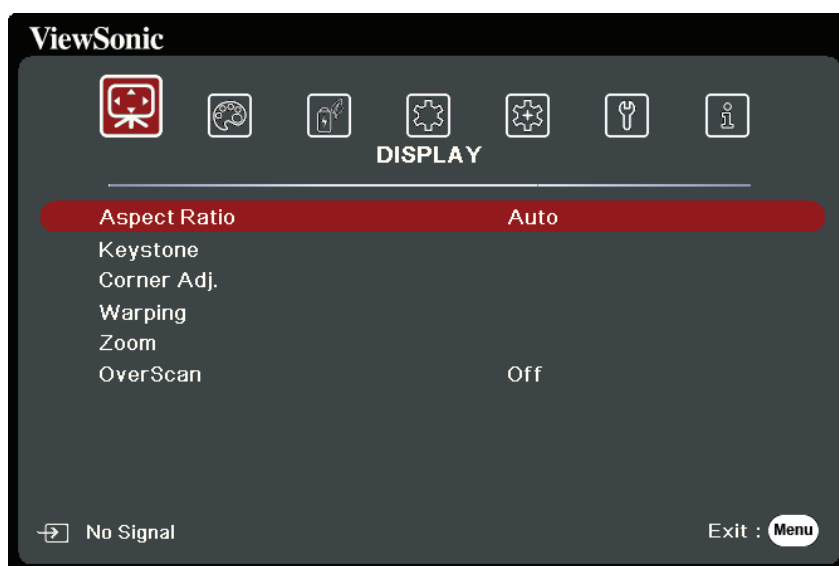 ViewSonic
DISPLAY
Aspect Ratio Auto
Keystone
Corner Adj.
Warping
Zoom
OverScan Off
No Signal Exit : Menu